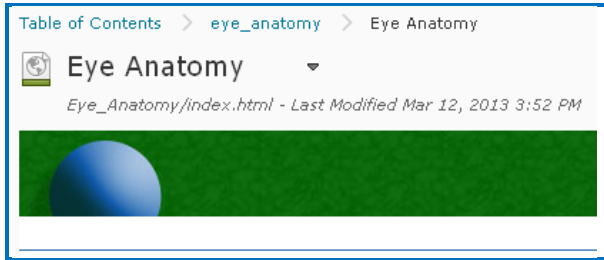 Table of Contents > eye_anatomy > Eye Anatomy
Eye Anatomy
Eye_Anatomy/index.html - Last Modified Mar 12, 2013 3:52 PM